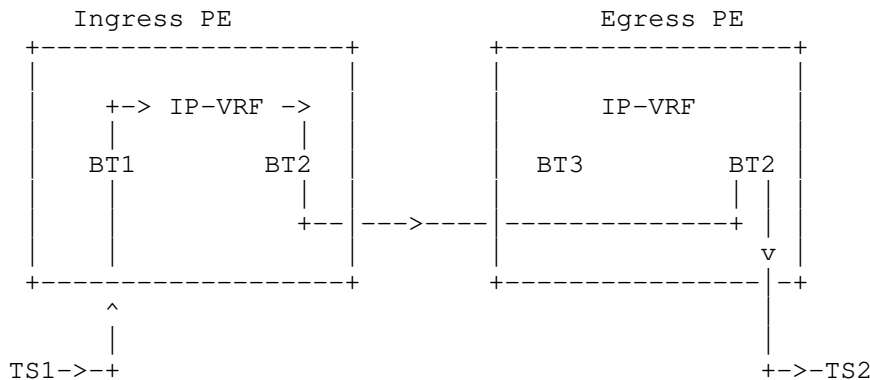 Ingress PE Egress PE
IP-VRF IP-VRF
BT1 BT2 BT3 BT2
TS1 TS2